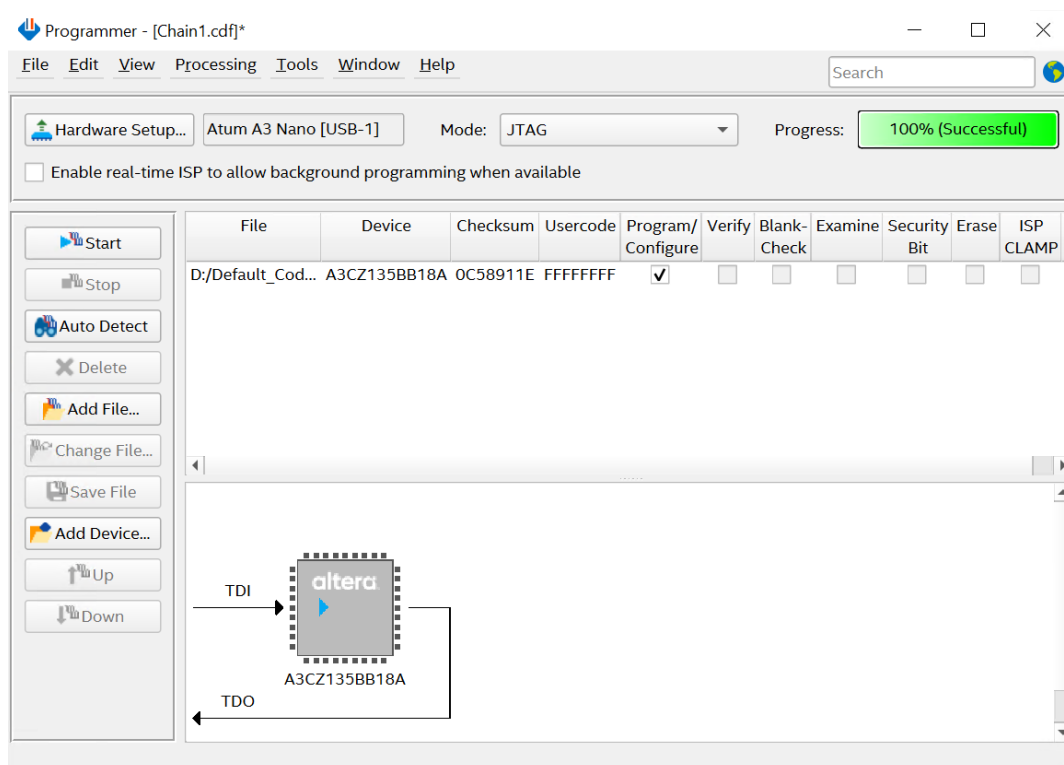 Programmer - [Chain1.cdf]*
File Edit View Processing Tools Window Help
Search
Hardware Setup... Atum A3 Nano [USB-1] Mode: JTAG Progress: 100% (Successful)
Enable real-time ISP to allow background programming when available
File Device Checksum Usercode Program/ Configure Verify Blank- Check Examine Security Bit Erase ISP CLAMP
D:/Default_Cod... A3CZ135BB18A 0C58911E FFFFFFFF
Start
Stop
Auto Detect
Delete
Add File...
Change File...
Save File
Add Device...
Up
Down
altera
TDI
A3CZ135BB18A
TDO